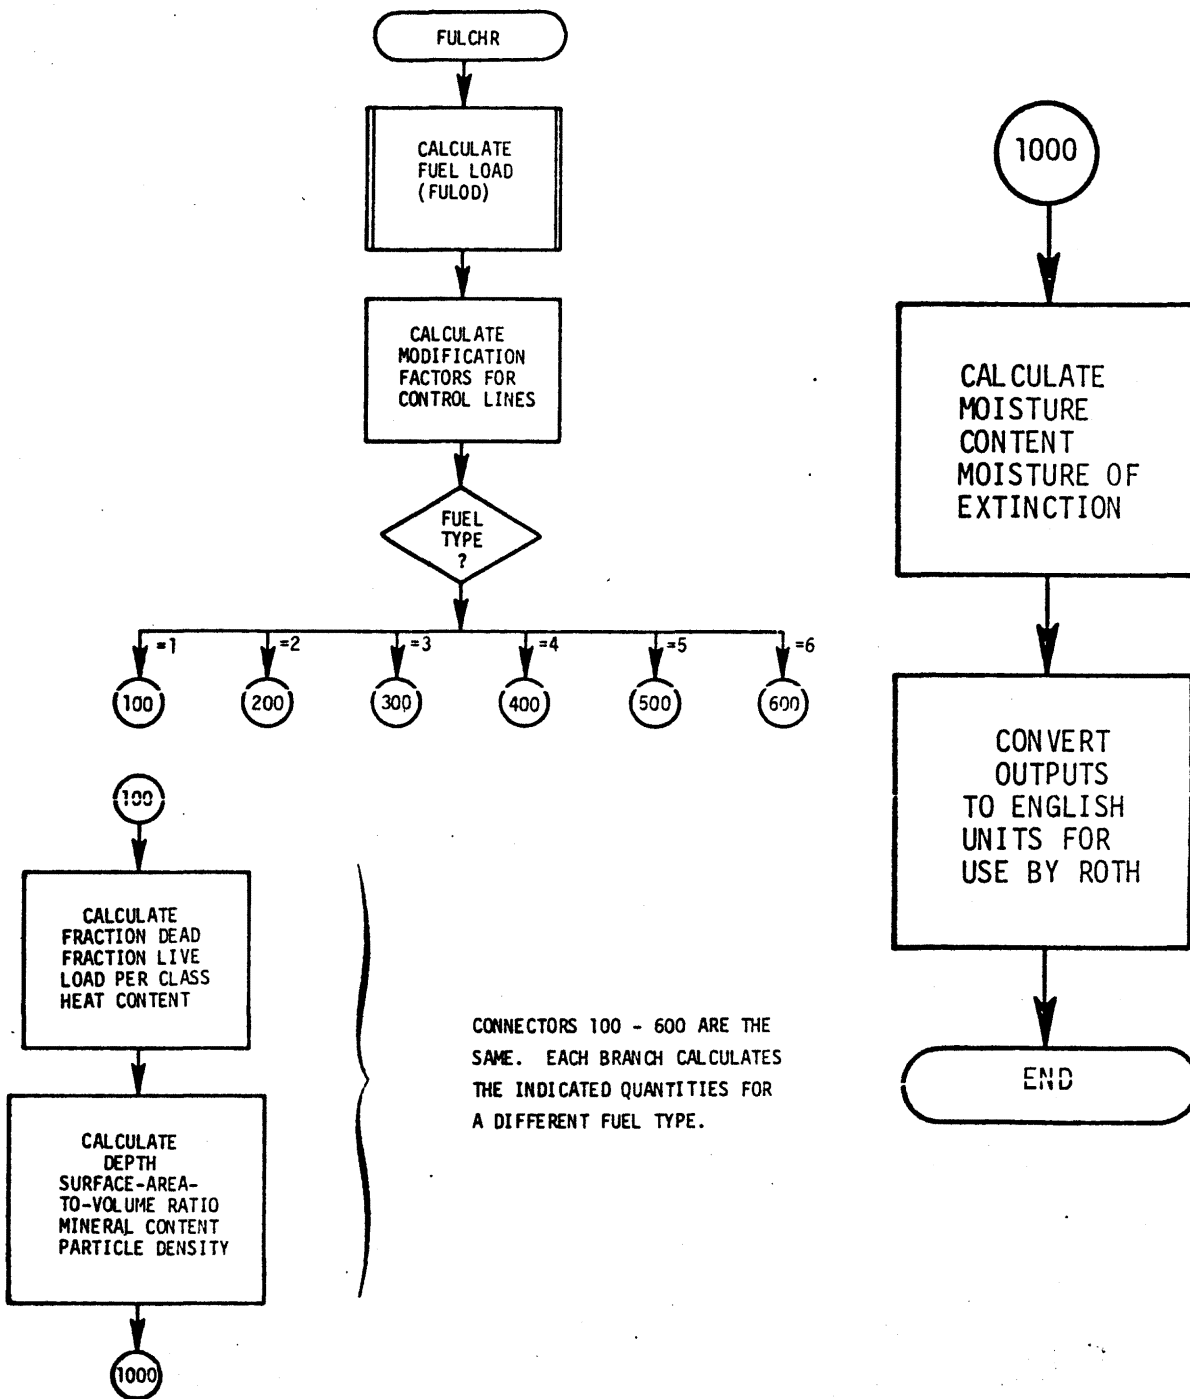 FULCHR
CALCULATE
FUEL LOAD
(FULOD)
CALCULATE
MODIFICATION
FACTORS FOR
CONTROL LINES
FUEL
TYPE
?
=1
=2
=3
=4
=5
=6
100
200
300
400
500
600
100
CALCULATE
FRACTION DEAD
FRACTION LIVE
LOAD PER CLASS
HEAT CONTENT
CALCULATE
DEPTH
SURFACE-AREA-
TO-VOLUME RATIO
MINERAL CONTENT
PARTICLE DENSITY
1000
CONNECTORS 100 - 600 ARE THE
SAME. EACH BRANCH CALCULATES
THE INDICATED QUANTITIES FOR
A DIFFERENT FUEL TYPE.
1000
CALCULATE
MOISTURE
CONTENT
MOISTURE OF
EXTINCTION
CONVERT
OUTPUTS
TO ENGLISH
UNITS FOR
USE BY ROTH
END